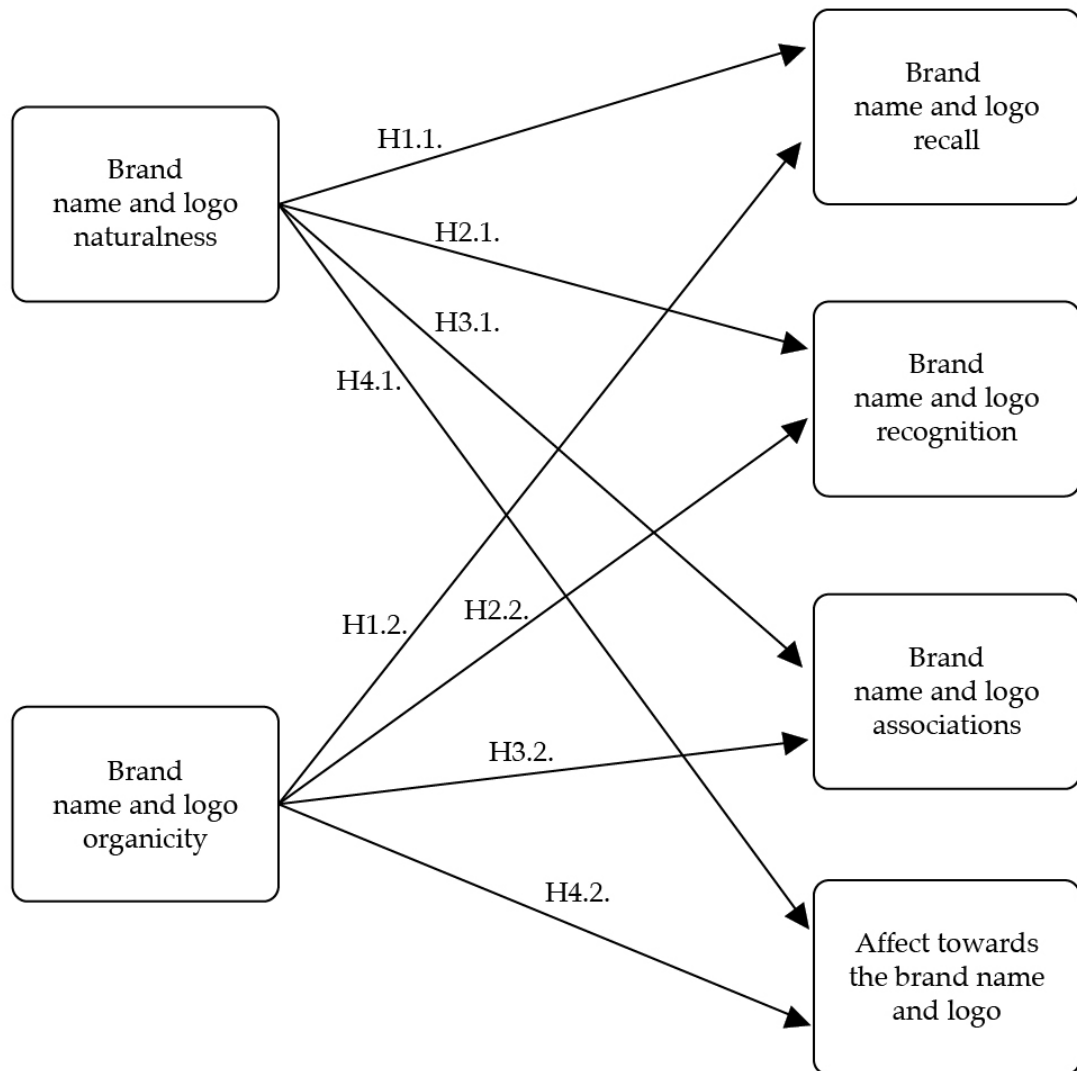 Brand
name and logo
naturalness
H1.1.
H2.1.
H3.1.
H4.1.
Brand
name and logo
organicity
H1.2.
H2.2.
H3.2.
H4.2.
Brand
name and logo
recall
Brand
name and logo
recognition
Brand
name and logo
associations
Affect towards
the brand name
and logo